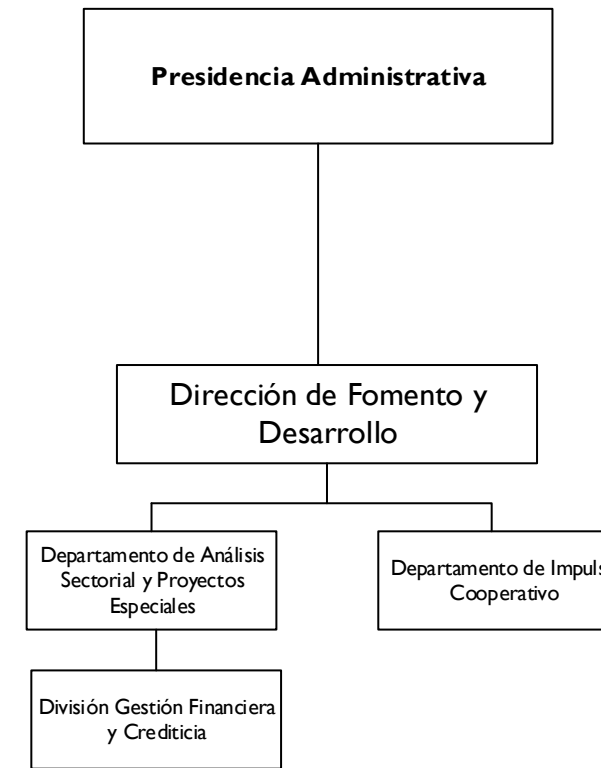 Presidencia Administrativa
Dirección de Fomento y
Desarrollo
Departamento de Análisis
Sectorial y Proyectos
Especiales
Departamento de Impuls
Cooperativo
División Gestión Financiera
y Crediticia